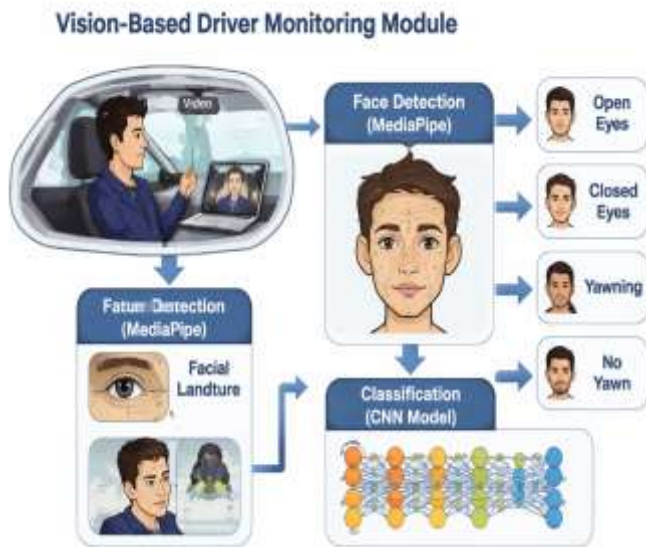 Vision-Based Driver Monitoring Module
Video
Face Detection
(MediaPipe)
Open
Eyes
Closed
Eyes
Yawning
No
Yawn
Detection
(MediaPipe)
Facial
Landture
Classification
(CNN Model)